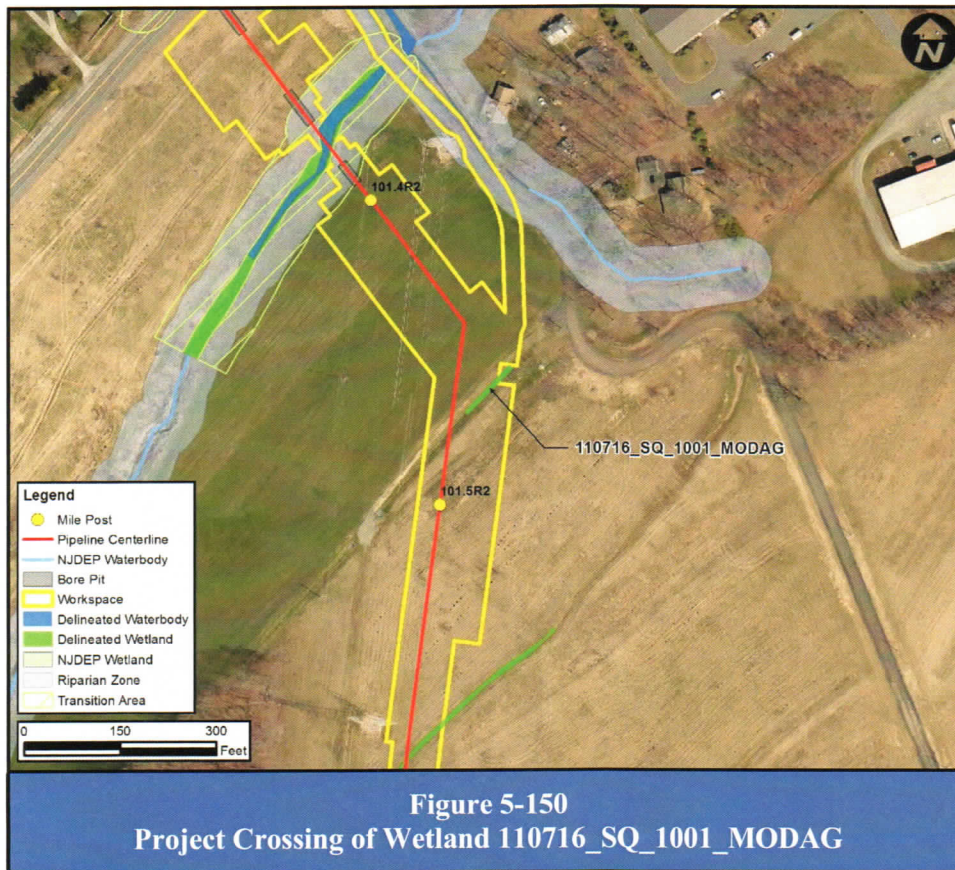 N
101.4R2
110716_SQ_1001_MODAG
101.5R2
Legend
Mile Post
Pipeline Centerline
NJDEP Waterbody
Bore Pit
Workspace
Delineated Waterbody
Delineated Wetland
NJDEP Wetland
Riparian Zone
Transition Area
0 150 300
Feet
Figure 5-150
Project Crossing of Wetland 110716_SQ_1001_MODAG